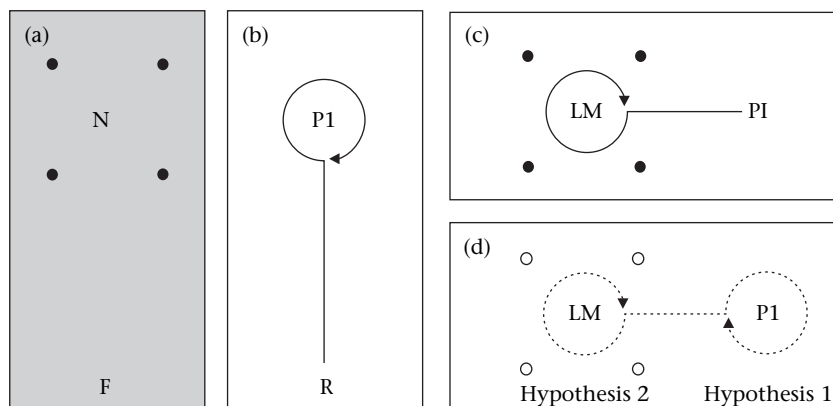 (a)
N
F
(b)
P1
R
(c)
LM
PI
(d)
LM
P1
Hypothesis 2
Hypothesis 1